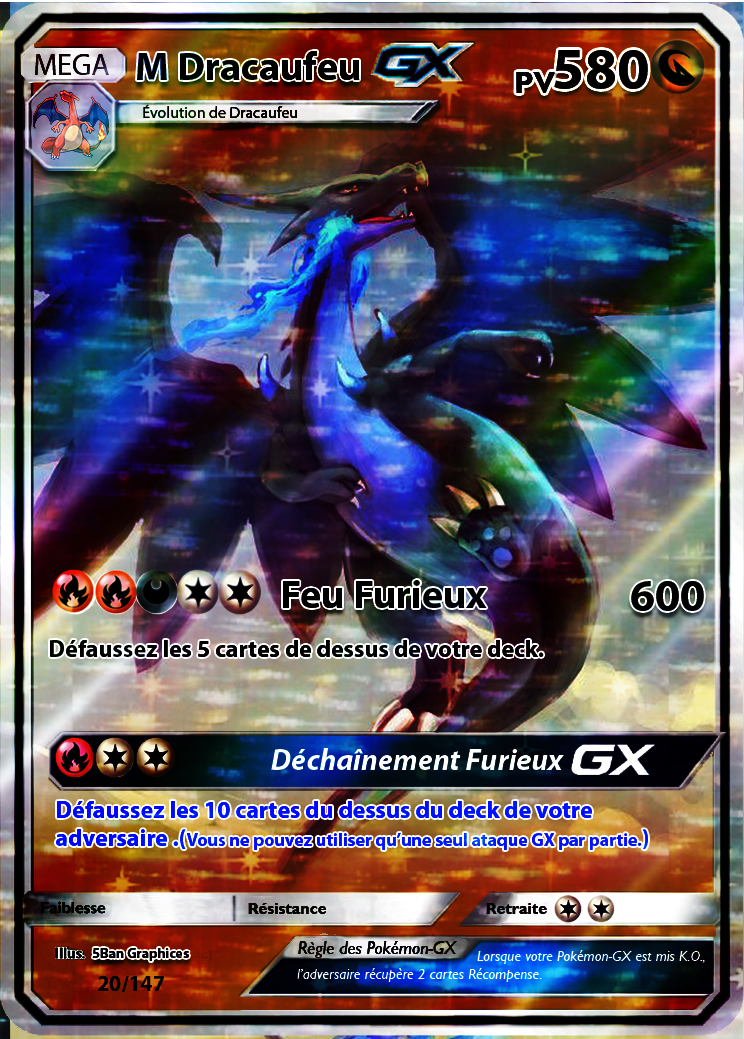 MEGA M Dracaufeu GX PV580
Évolution de Dracaufeu
Feu Furieux 600
Défaussez les 5 cartes de dessus de votre deck.
Déchaînement Furieux GX
Défaussez les 10 cartes du dessus du deck de votre
adversaire .(Vous ne pouvez utiliser qu'une seul ataque GX par partie.)
Faiblesse Résistance Retraite
Illus. 5Ban Graphices
20/147
Règle des Pokémon-GX Lorsque votre Pokémon-GX est mis K.O.,
l'adversaire récupère 2 cartes Récompense.